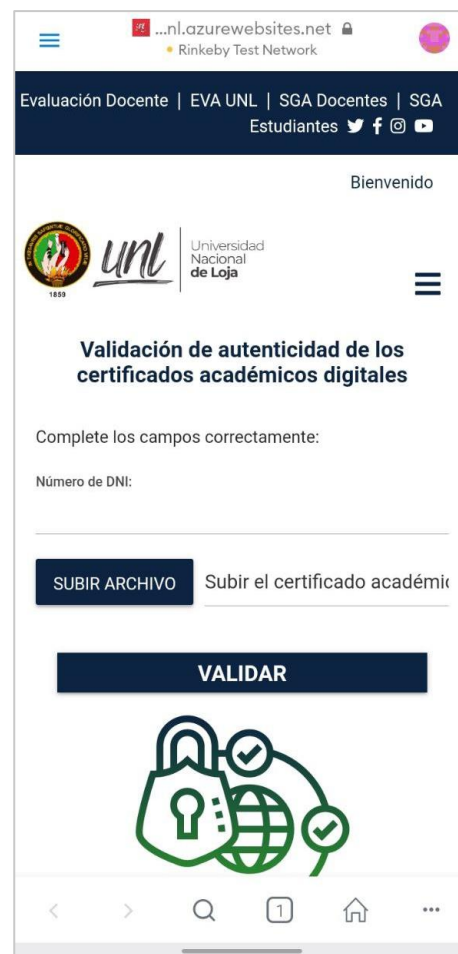 ...nl.azurewebsites.net
Rinkeby Test Network
Evaluación Docente | EVA UNL | SGA Docentes | SGA
Estudiantes
Bienvenido
1859
unl
Universidad
Nacional
de Loja
Validación de autenticidad de los
certificados académicos digitales
Complete los campos correctamente:
Número de DNI:
SUBIR ARCHIVO
Subir el certificado académic
VALIDAR
1